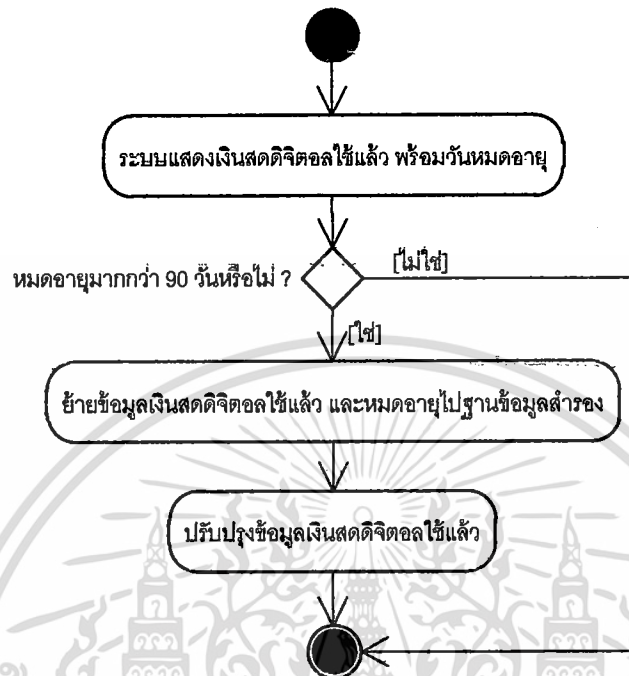 ระบบแสดงเงินสดดิจิตอลใช้แล้ว พร้อมวันหมดอายุ
หมดอายุมากกว่า 90 วันหรือไม่ ?
[ไม่ใช่]
[ใช่]
ย้ายข้อมูลเงินสดดิจิตอลใช้แล้ว และหมดอายุไปฐานข้อมูลสำรอง
ปรับปรุงข้อมูลเงินสดดิจิตอลใช้แล้ว